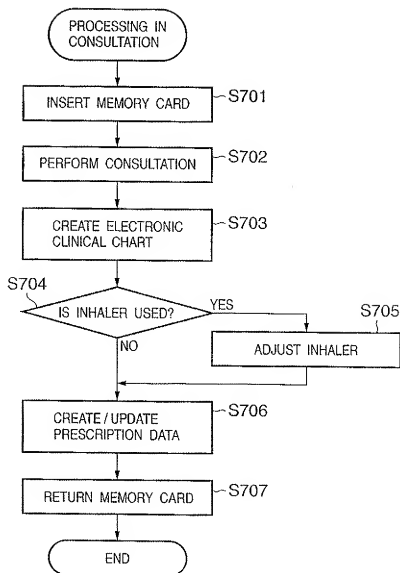 PROCESSING IN
CONSULTATION
INSERT MEMORY CARD
S701
PERFORM CONSULTATION
S702
CREATE ELECTRONIC
CLINICAL CHART
S703
S704
IS INHALER USED?
YES
NO
S705
ADJUST INHALER
CREATE / UPDATE
PRESCRIPTION DATA
S706
RETURN MEMORY CARD
S707
END